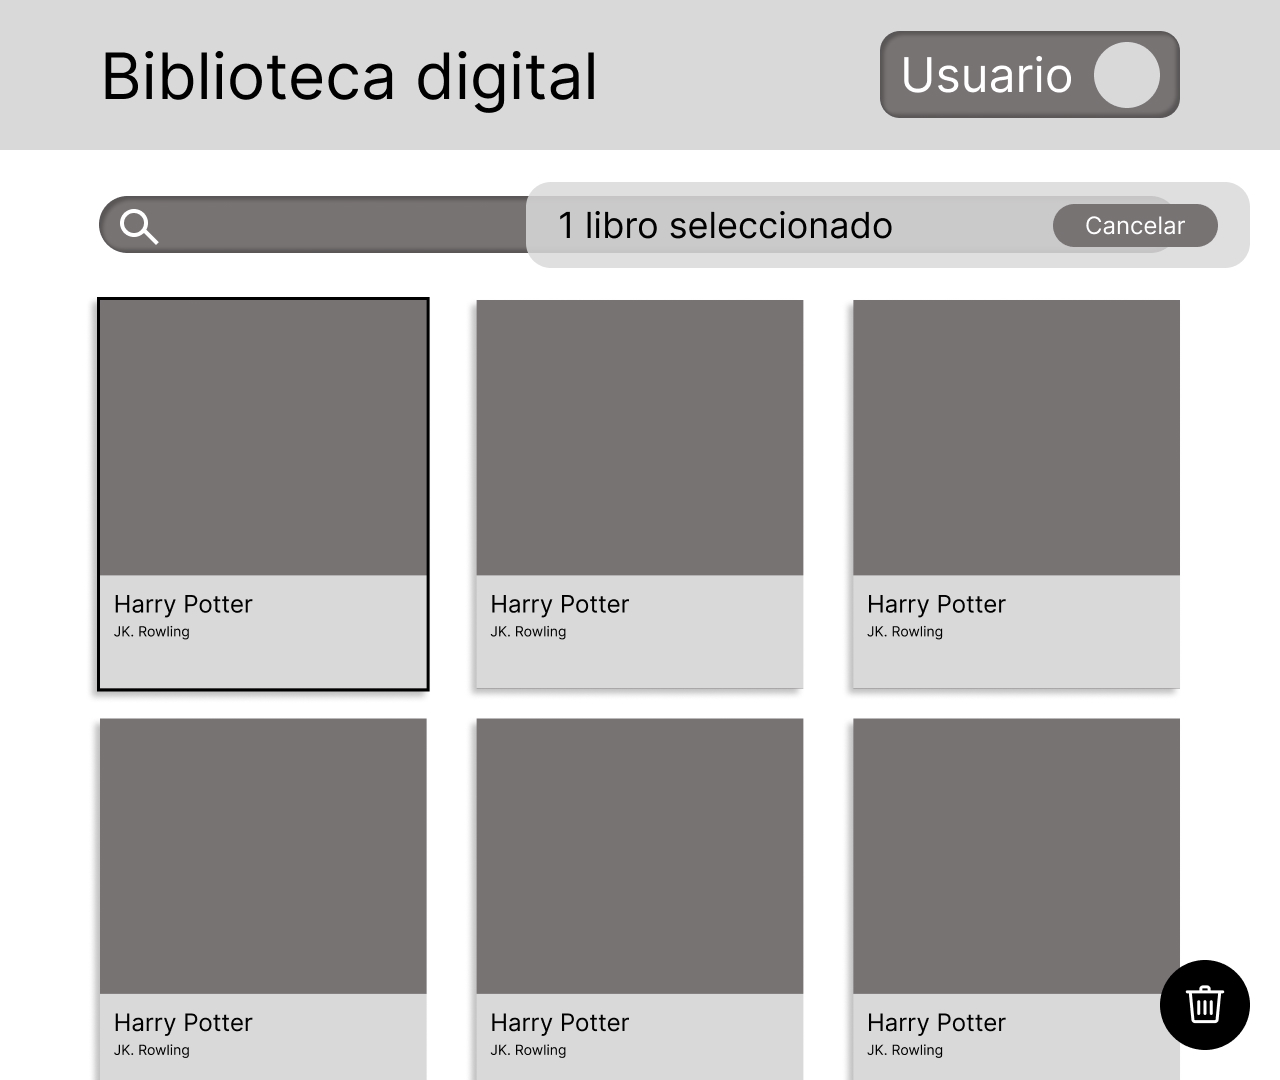 Biblioteca digital
Usuario
1 libro seleccionado
Cancelar
Harry Potter
JK. Rowling
Harry Potter
JK. Rowling
Harry Potter
JK. Rowling
Harry Potter
JK. Rowling
Harry Potter
JK. Rowling
Harry Potter
JK. Rowling